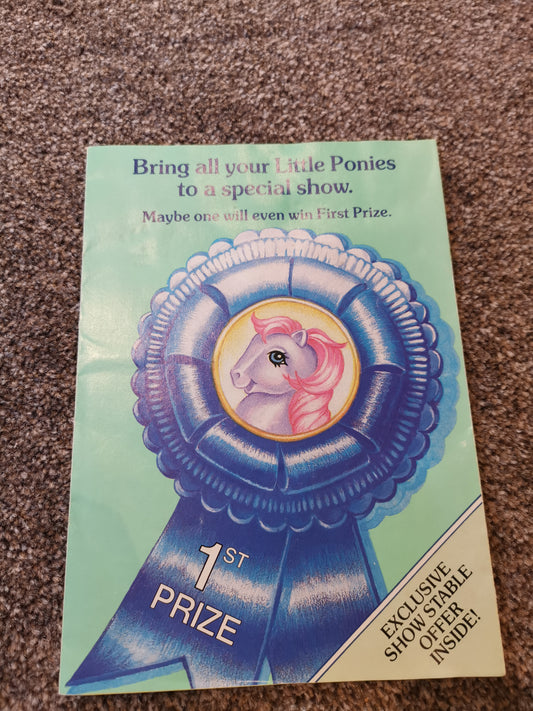 Bring all your Little Ponies
to a special show.
Maybe one will even win First Prize.
1ST
PRIZE
EXCLUSIVE
SHOW STABLE
OFFER
INSIDE!